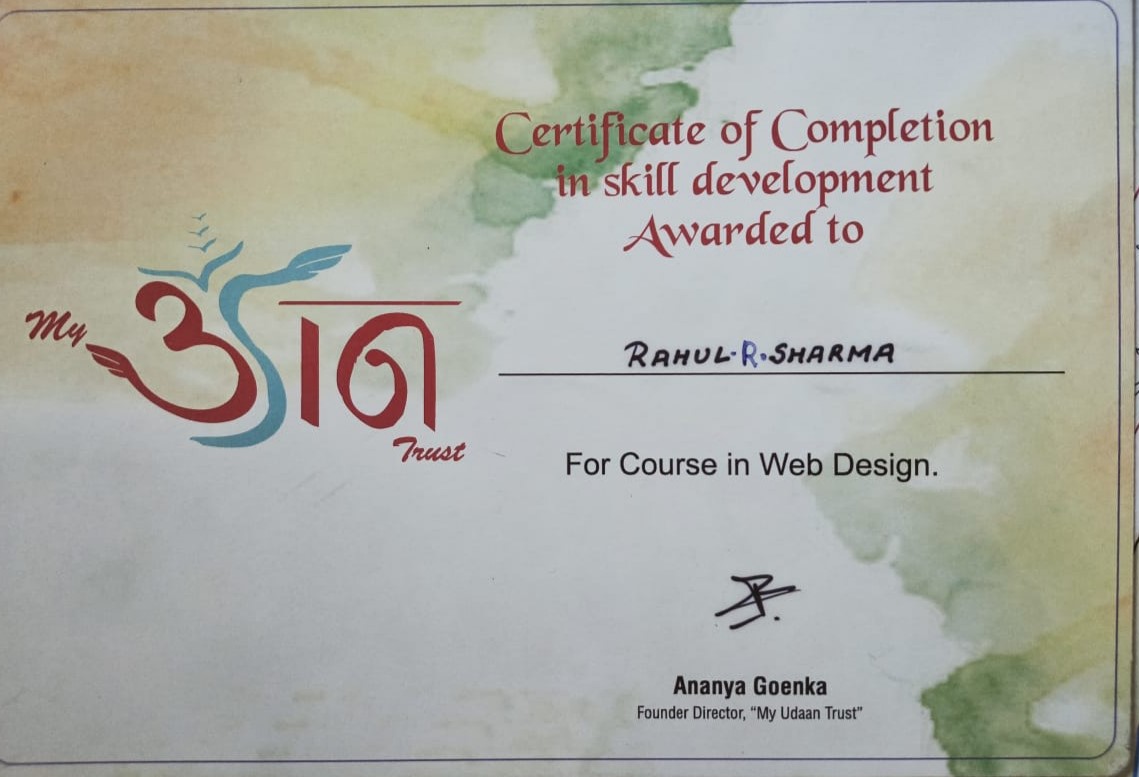 Certificate of Completion
in skill development
Awarded to
My
उड़ान
Trust
RAHUL·R·SHARMA
For Course in Web Design.
Ananya Goenka
Founder Director, “My Udaan Trust”